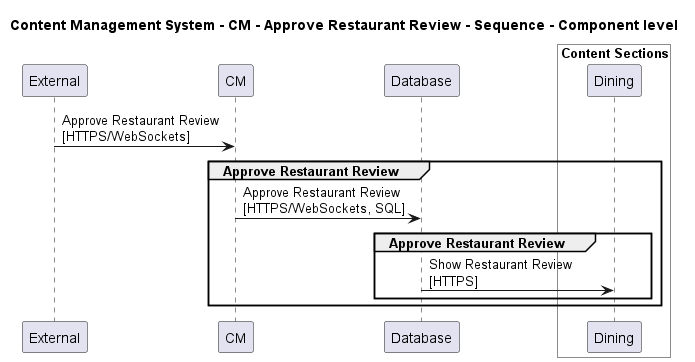 Content Management System - CM - Approve Restaurant Review - Sequence - Component level
Content Sections
External
CM
Database
Dining
Approve Restaurant Review
[HTTPS/WebSockets]
Approve Restaurant Review
Approve Restaurant Review
[HTTPS/WebSockets, SQL]
Approve Restaurant Review
Show Restaurant Review
[HTTPS]
External
CM
Database
Dining